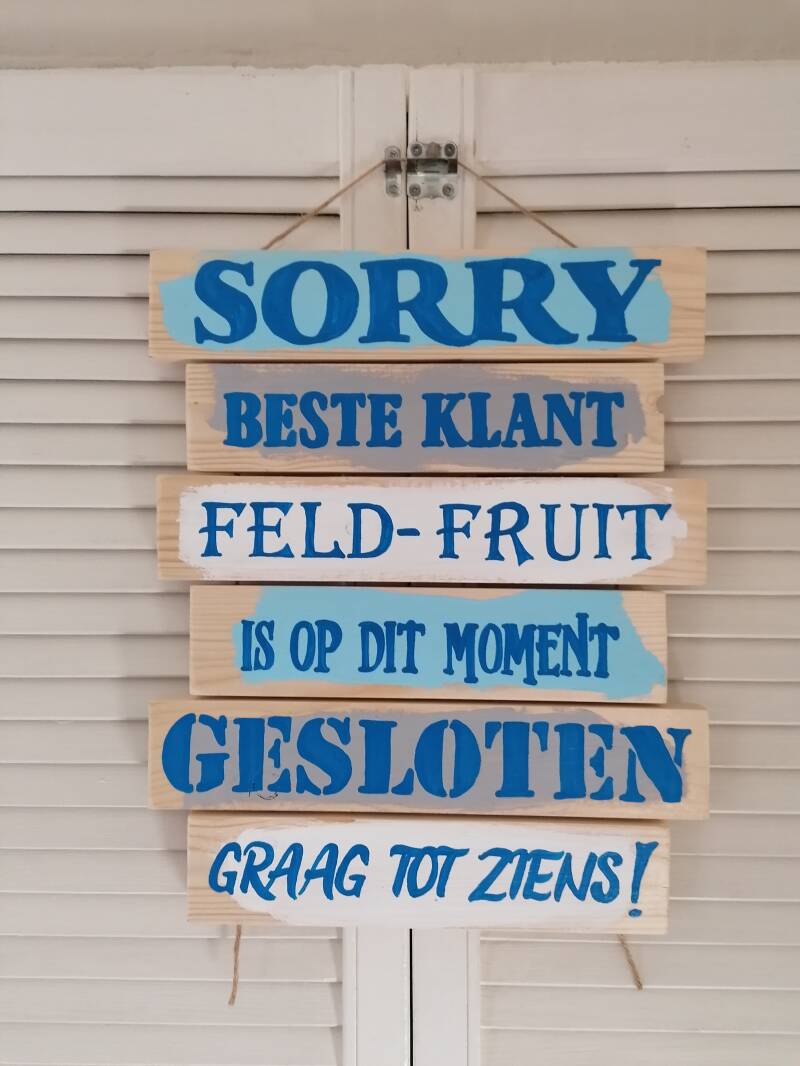 SORRY
BESTE KLANT
FELD-FRUIT
IS OP DIT MOMENT
GESLOTEN
GRAAG TOT ZIENS!